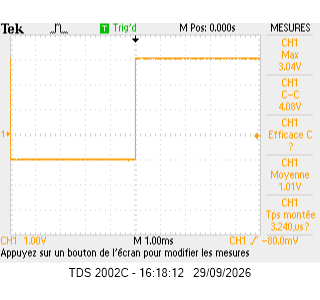 Tek Trig'd M Pos: 0.000s MESURES
CH1
Max
3.04V
CH1
C-C
4.08V
CH1
Efficace C
?
CH1
Moyenne
1.01V
CH1
Tps montée
3.240us?
1
CH1 1.00V M 1.00ms CH1 -80.0mV
Appuyez sur un bouton de l'écran pour modifier les mesures
TDS 2002C - 16:18:12 29/09/2026